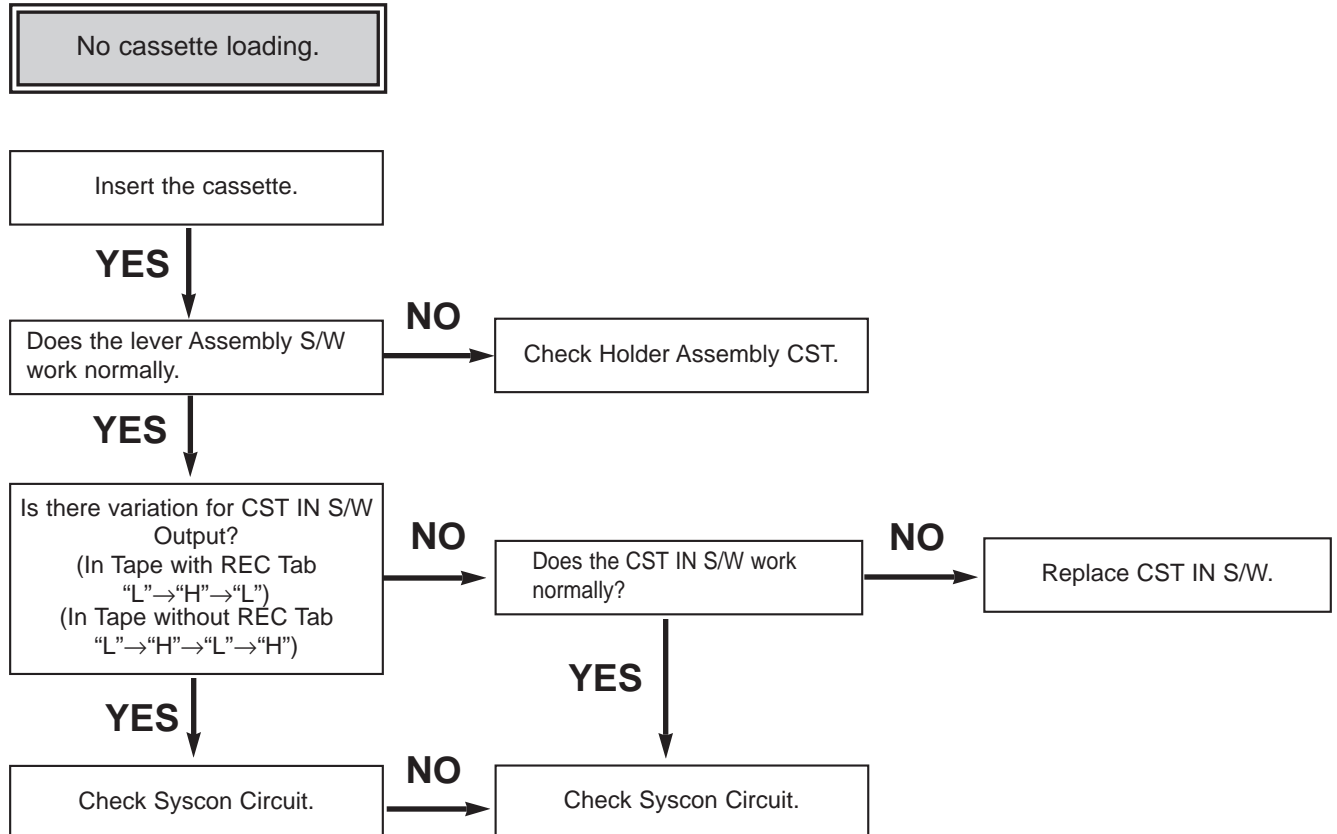 No cassette loading.
Insert the cassette.
YES
Does the lever Assembly S/W
work normally.
NO
Check Holder Assembly CST.
YES
Is there variation for CST IN S/W
Output?
(In Tape with REC Tab
“L”→“H”→“L”)
(In Tape without REC Tab
“L”→“H”→“L”→“H”)
NO
Does the CST IN S/W work
normally?
NO
Replace CST IN S/W.
YES
YES
Check Syscon Circuit.
NO
Check Syscon Circuit.